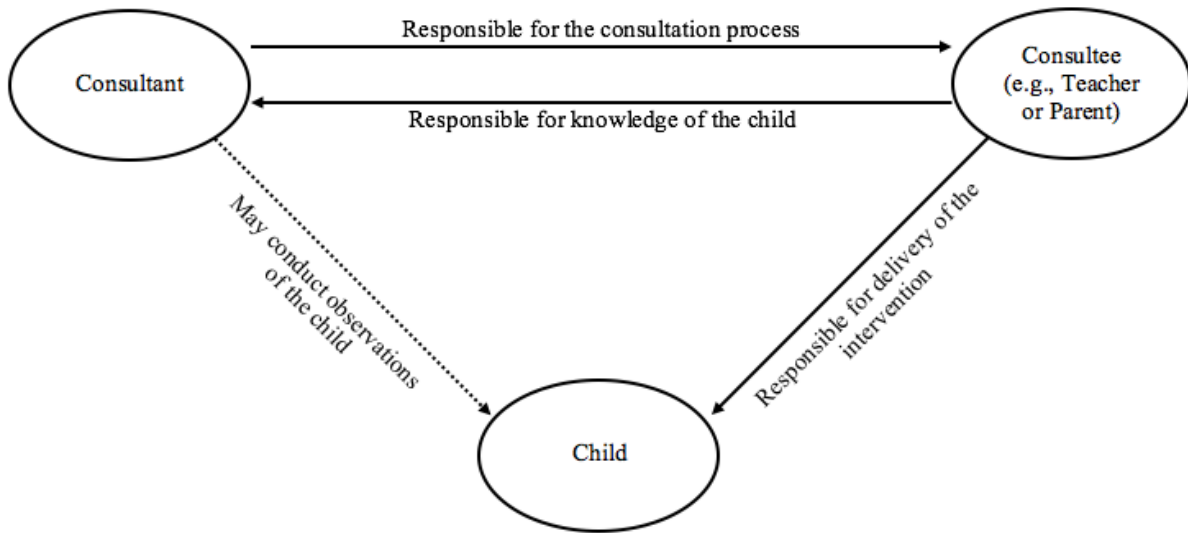 Responsible for the consultation process
Consultant
Consultee
(e.g., Teacher
or Parent)
Responsible for knowledge of the child
May conduct observations
of the child
Responsible for delivery of the
intervention
Child